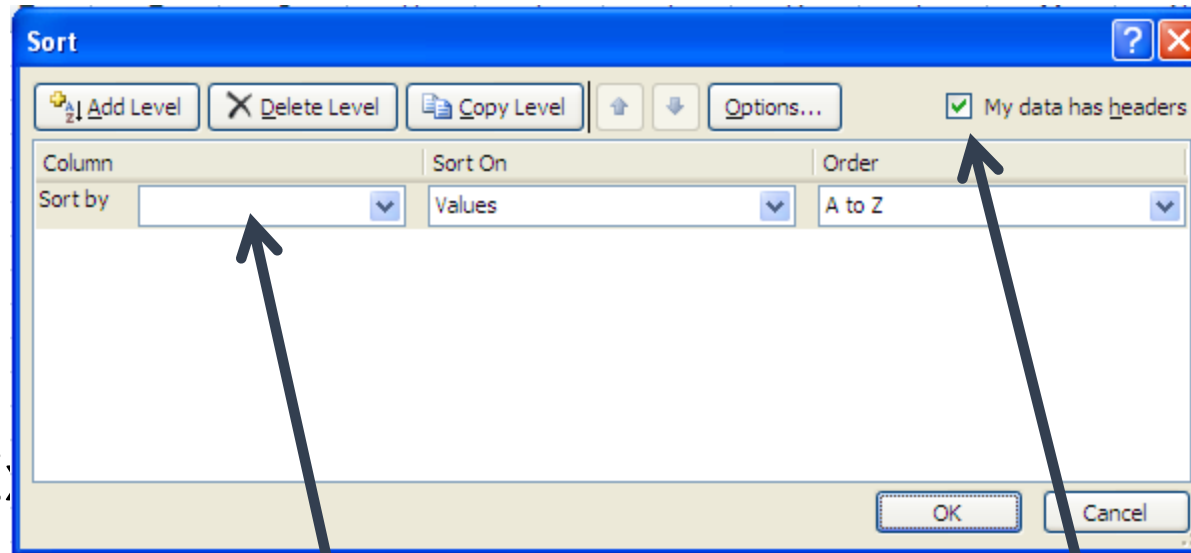 Sort
Add Level Delete Level Copy Level Options... My data has headers
Column Sort On Order
Sort by Values A to Z
OK Cancel